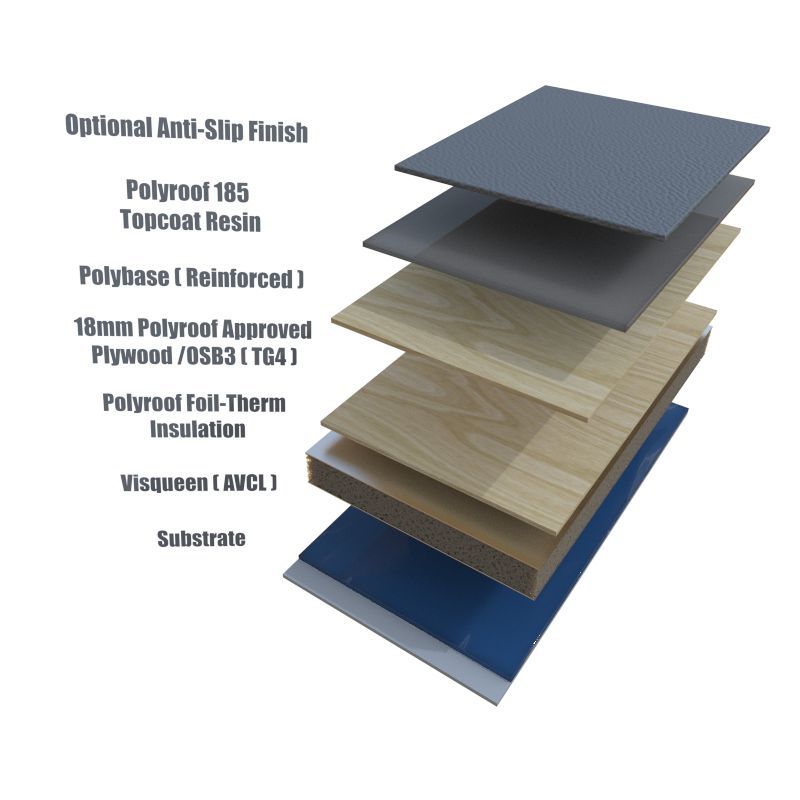 Optional Anti-Slip Finish
Polyroof 185
Topcoat Resin
Polybase ( Reinforced )
18mm Polyroof Approved
Plywood /OSB3 ( TG4 )
Polyroof Foil-Therm
Insulation
Visqueen ( AVCL )
Substrate